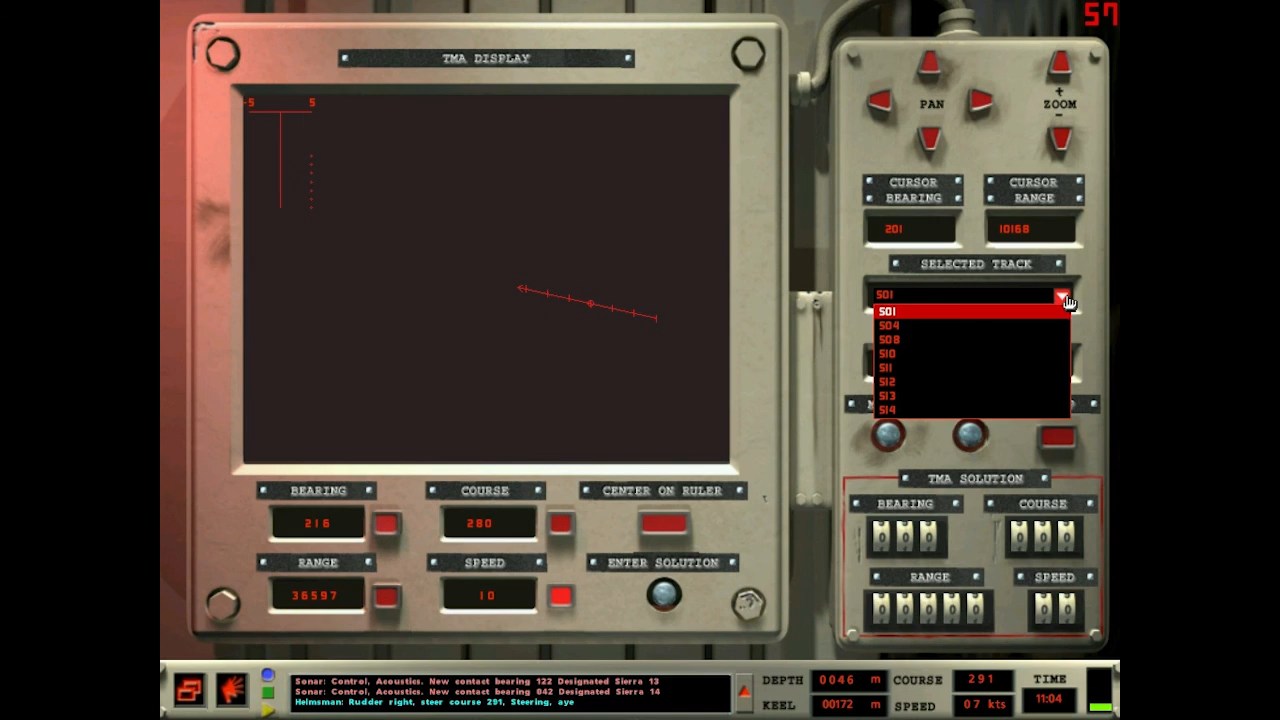 57
TMA DISPLAY
-5 5
PAN
+
ZOOM
-
CURSOR BEARING
CURSOR RANGE
201
10168
SELECTED TRACK
S01
S01
S04
S08
S10
S11
S12
S13
S14
BEARING
COURSE
CENTER ON RULER
216
280
RANGE
SPEED
ENTER SOLUTION
36597
10
TMA SOLUTION
BEARING
COURSE
0 0 0
0 0 0
RANGE
SPEED
0 0 0 0 0
0 0
Sonar: Control, Acoustics. New contact bearing 122 Designated Sierra 13
Sonar: Control, Acoustics. New contact bearing 042 Designated Sierra 14
Helmsman: Rudder right, steer course 291, Steering, aye
DEPTH 0046 m COURSE 291 TIME
KEEL 00172 m SPEED 07 kts 11:04